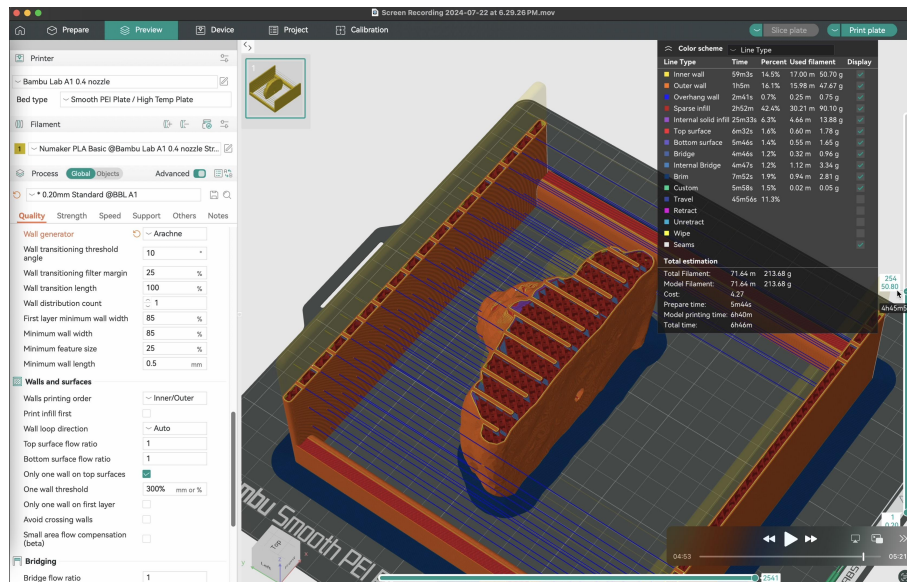 Screen Recording 2024-07-22 at 6.29.26 PM.mov
Prepare Preview Device Project Calibration Slice plate Print plate
Printer
Bambu Lab A1 0.4 nozzle
Bed type Smooth PEI Plate / High Temp Plate
Filament
1 Numaker PLA Basic @Bambu Lab A1 0.4 nozzle Str...
Process Global Objects Advanced
* 0.20mm Standard @BBL A1
Quality Strength Speed Support Others Notes
Wall generator Arachne
Wall transitioning threshold angle 10 °
Wall transitioning filter margin 25 %
Wall transition length 100 %
Wall distribution count 1
First layer minimum wall width 85 %
Minimum wall width 85 %
Minimum feature size 25 %
Minimum wall length 0.5 mm
Walls and surfaces
Walls printing order Inner/Outer
Print infill first
Wall loop direction Auto
Top surface flow ratio 1
Bottom surface flow ratio 1
Only one wall on top surfaces
One wall threshold 300% mm or %
Only one wall on first layer
Avoid crossing walls
Small area flow compensation (beta)
Bridging
Bridge flow ratio 1
Color scheme Line Type
Line Type Time Percent Used filament Display
Inner wall 59m3s 14.5% 17.00 m 50.70 g
Outer wall 1h5m 16.1% 15.98 m 47.67 g
Overhang wall 2m41s 0.7% 0.25 m 0.75 g
Sparse infill 2h52m 42.4% 30.21 m 90.10 g
Internal solid infill 25m33s 6.3% 4.66 m 13.88 g
Top surface 6m32s 1.6% 0.60 m 1.78 g
Bottom surface 5m46s 1.4% 0.55 m 1.65 g
Bridge 4m46s 1.2% 0.32 m 0.96 g
Internal Bridge 4m47s 1.2% 1.12 m 3.34 g
Brim 7m52s 1.9% 0.94 m 2.81 g
Custom 5m58s 1.5% 0.02 m 0.05 g
Travel 45m56s 11.3%
Retract
Unretract
Wipe
Seams
Total estimation
Total Filament: 71.64 m 213.68 g
Model Filament: 71.64 m 213.68 g
Cost: 4.27
Prepare time: 5m44s
Model printing time: 6h40m
Total time: 6h46m
254
50.80
4h45m5
1
0.20
Top
04:53 05:21
2541